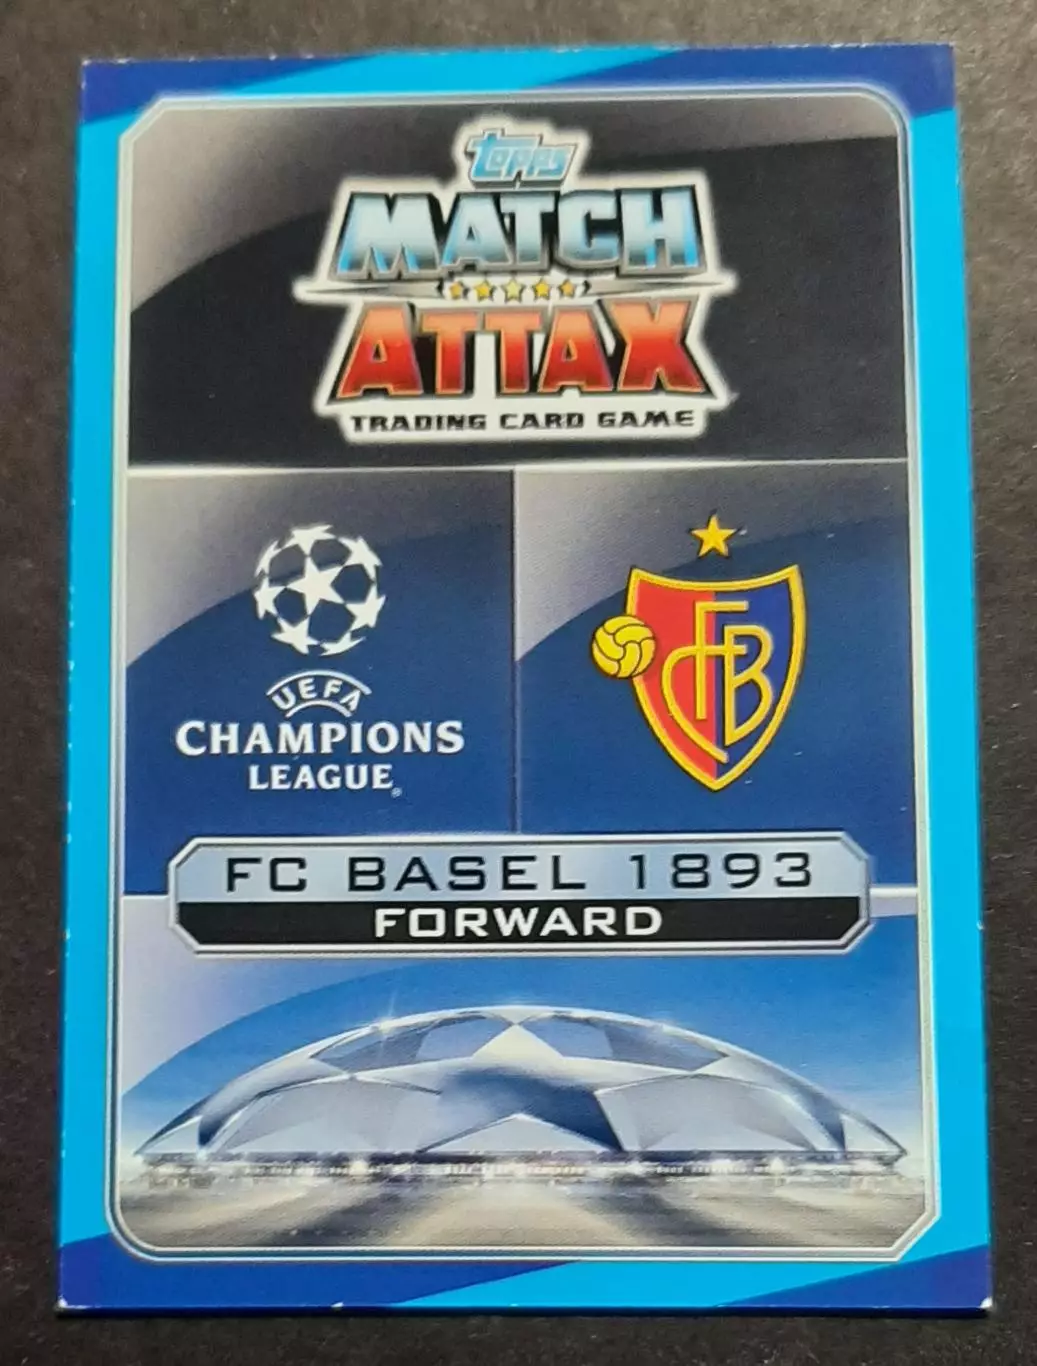 topps
MATCH
ATTAX
TRADING CARD GAME
UEFA
CHAMPIONS
LEAGUE®
FCB
FC BASEL 1893
FORWARD